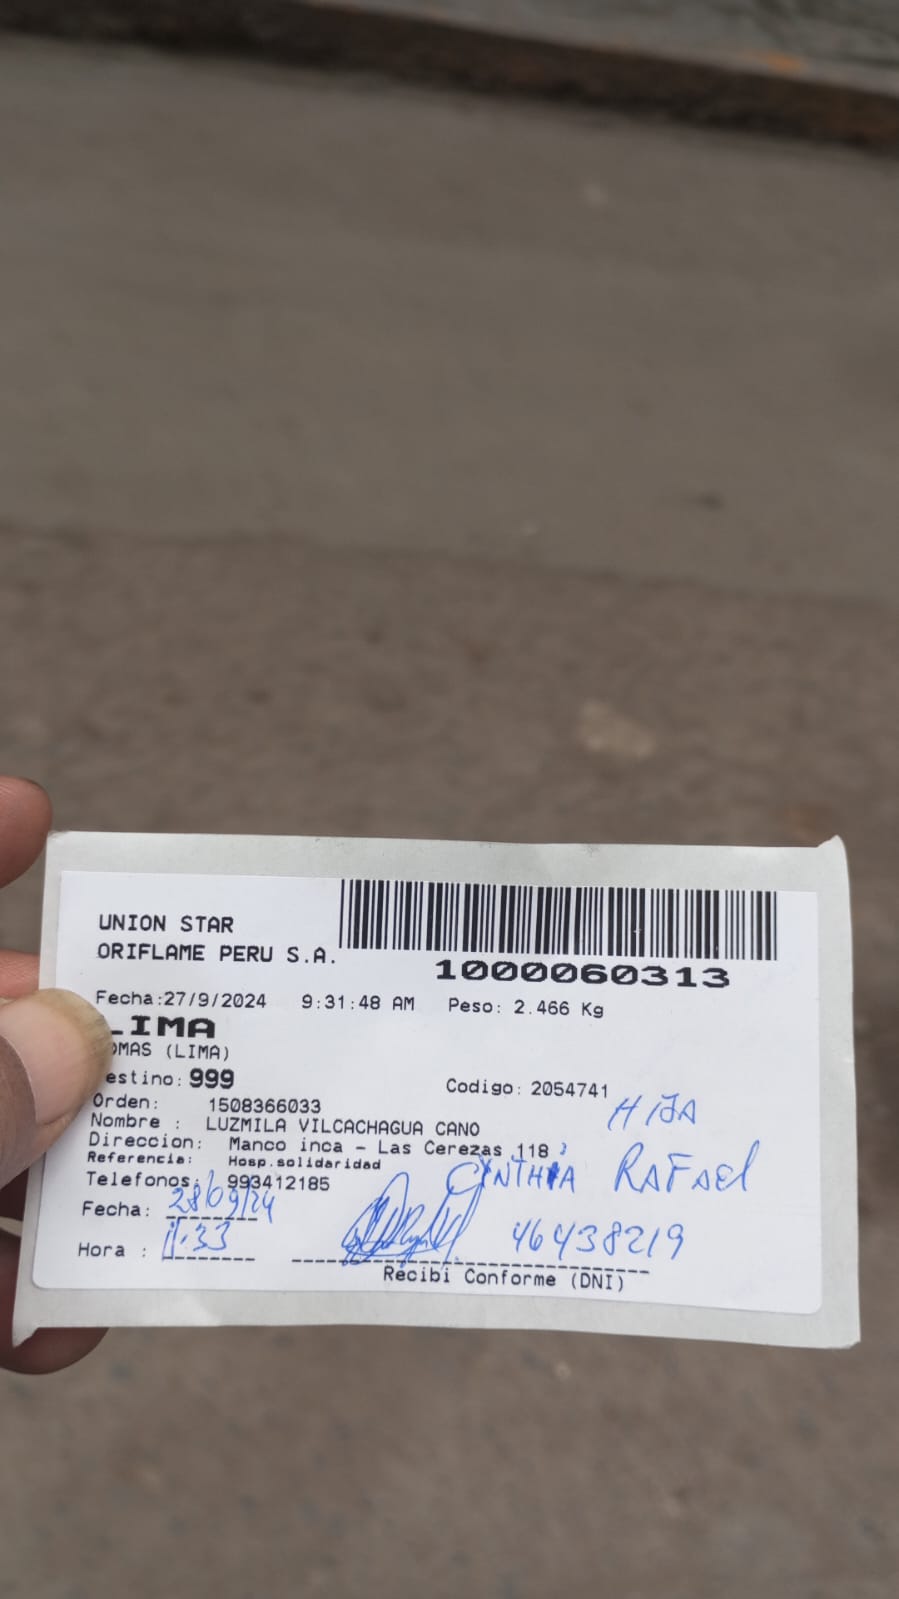 UNION STAR
ORIFLAME PERU S.A.
1000060313
Fecha:27/9/2024 9:31:48 AM Peso: 2.466 Kg
LIMA
OMAS (LIMA)
estino: 999 Codigo: 2054741
Orden: 1508366033 HIJA
Nombre : LUZMILA VILCACHAGUA CANO
Direccion: Manco inca - Las Cerezas 118
Referencia: Hosp.solidaridad
CYNTHIA RAFAEL
Telefonos: 993412185
Fecha: 28/09/24
Hora : 11:33 46438219
Recibi Conforme (DNI)